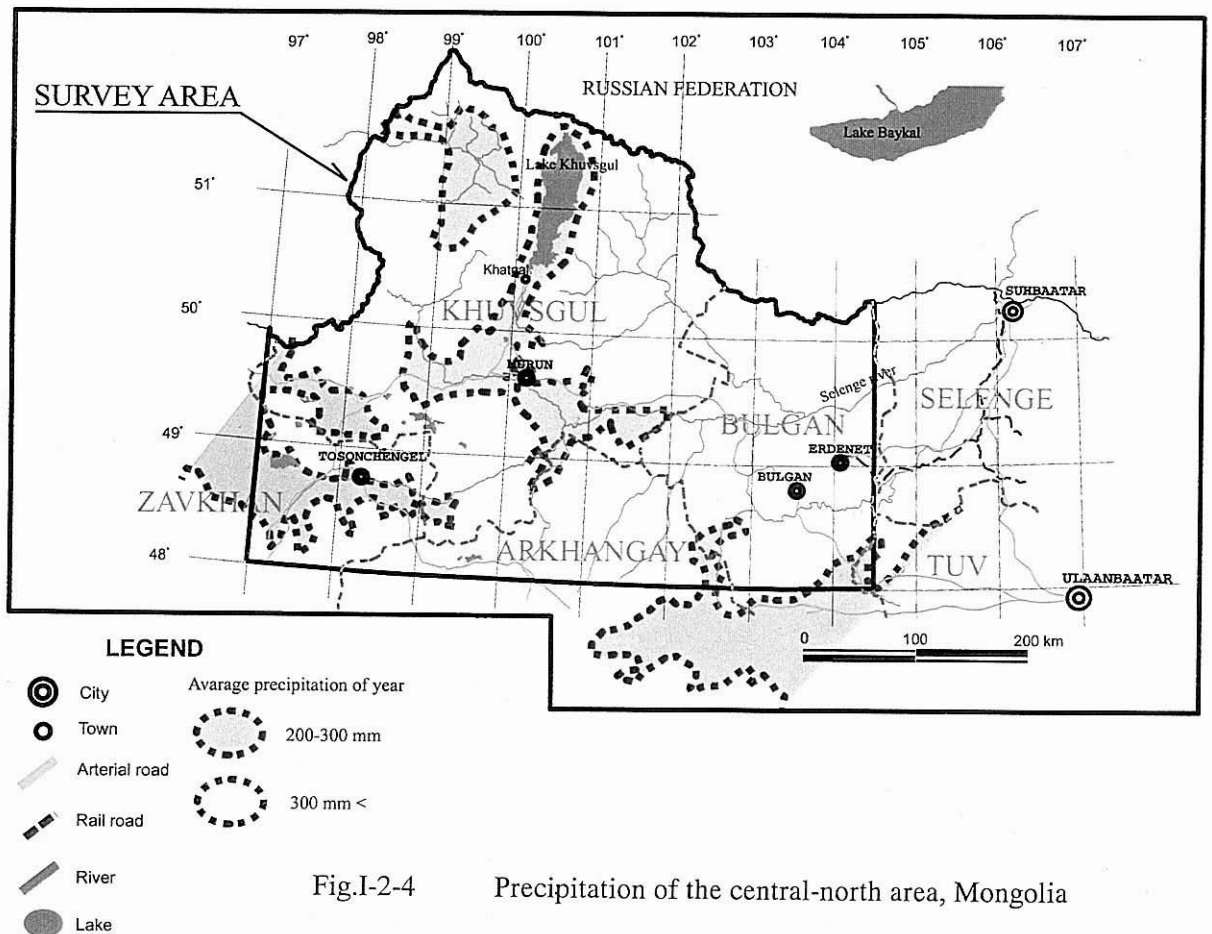 97° 98° 99° 100° 101° 102° 103° 104° 105° 106° 107°
RUSSIAN FEDERATION
SURVEY AREA
Lake Baykal
Lake Khuvsgul
51°
Khatgal
50°
KHUVSGUL
SUHBAATAR
MURUN
Selenge river
SELENGE
49°
BULGAN
ERDENET
TOSONCHENGEL
BULGAN
ZAVKHAN
48°
ARKHANGAY
TUV
ULAANBAATAR
0 100 200 km
LEGEND
City
Town
Arterial road
Rail road
River
Lake
Avarage precipitation of year
200-300 mm
300 mm <
Fig.I-2-4 Precipitation of the central-north area, Mongolia